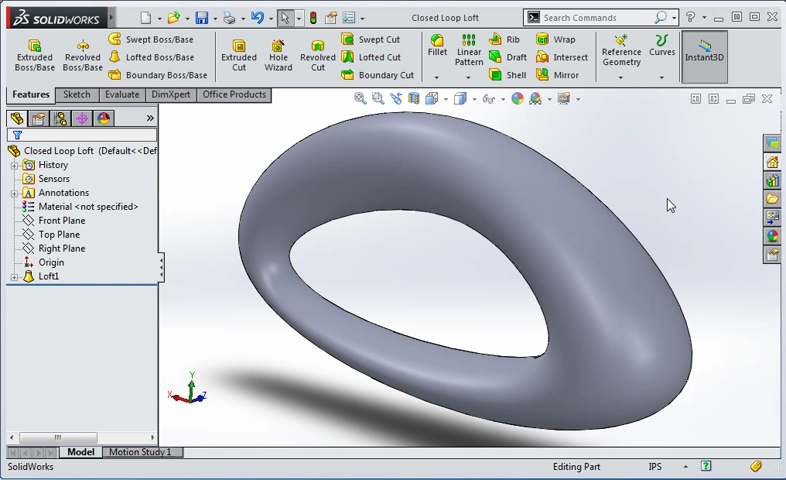 SOLIDWORKS
Closed Loop Loft
Search Commands
Extruded Boss/Base
Revolved Boss/Base
Swept Boss/Base
Lofted Boss/Base
Boundary Boss/Base
Extruded Cut
Hole Wizard
Revolved Cut
Swept Cut
Lofted Cut
Boundary Cut
Fillet
Linear Pattern
Rib
Draft
Shell
Wrap
Intersect
Mirror
Reference Geometry
Curves
Instant3D
Features
Sketch
Evaluate
DimXpert
Office Products
Closed Loop Loft (Default<<Def
History
Sensors
Annotations
Material <not specified>
Front Plane
Top Plane
Right Plane
Origin
Loft1
Y
X
Z
Model
Motion Study 1
SolidWorks
Editing Part
IPS